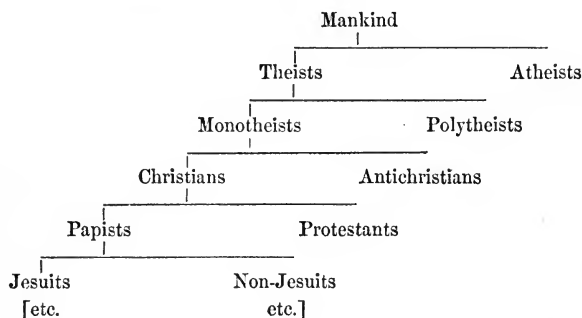 Mankind
Theists Atheists
Monotheists Polytheists
Christians Antichristians
Papists Protestants
Jesuits Non-Jesuits
[etc. etc.]